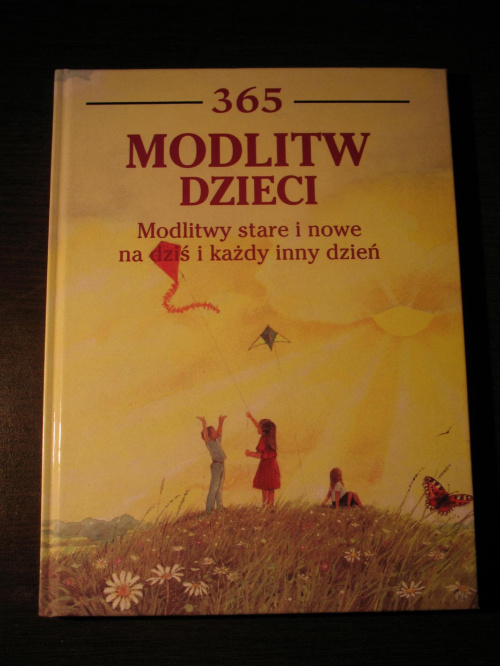 365
MODLITW
DZIECI
Modlitwy stare i nowe
na dziś i każdy inny dzień